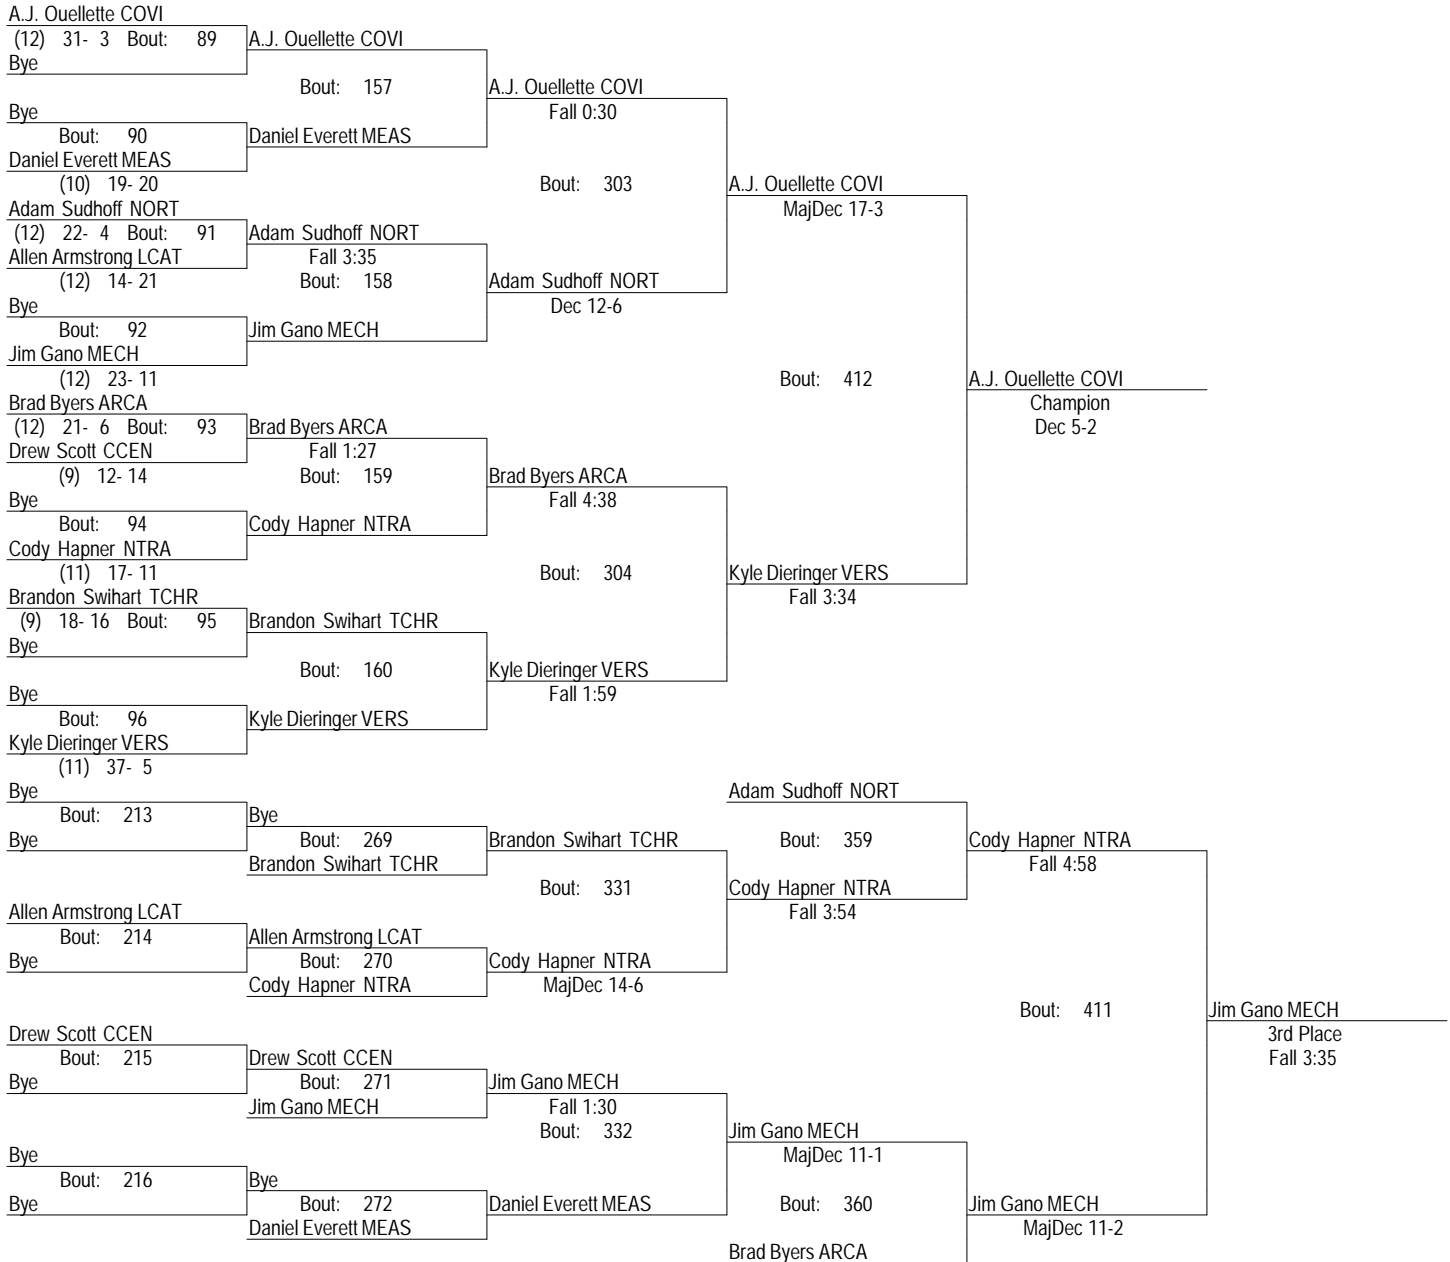 A.J. Ouellette COVI
(12) 31- 3 Bout: 89 A.J. Ouellette COVI
Bye
Bout: 157 A.J. Ouellette COVI
Bye Fall 0:30
Bout: 90 Daniel Everett MEAS
Daniel Everett MEAS
(10) 19- 20 Bout: 303 A.J. Ouellette COVI
Adam Sudhoff NORT MajDec 17-3
(12) 22- 4 Bout: 91 Adam Sudhoff NORT
Allen Armstrong LCAT Fall 3:35
(12) 14- 21 Bout: 158 Adam Sudhoff NORT
Bye Dec 12-6
Bout: 92 Jim Gano MECH
Jim Gano MECH
(12) 23- 11 Bout: 412 A.J. Ouellette COVI
Brad Byers ARCA Champion
(12) 21- 6 Bout: 93 Brad Byers ARCA Dec 5-2
Drew Scott CCEN Fall 1:27
(9) 12- 14 Bout: 159 Brad Byers ARCA
Bye Fall 4:38
Bout: 94 Cody Hapner NTRA
Cody Hapner NTRA
(11) 17- 11 Bout: 304 Kyle Dieringer VERS
Brandon Swihart TCHR Fall 3:34
(9) 18- 16 Bout: 95 Brandon Swihart TCHR
Bye
Bout: 160 Kyle Dieringer VERS
Bye Fall 1:59
Bout: 96 Kyle Dieringer VERS
Kyle Dieringer VERS
(11) 37- 5
Bye Adam Sudhoff NORT
Bout: 213 Bye
Bye Bout: 269 Brandon Swihart TCHR Bout: 359 Cody Hapner NTRA
Brandon Swihart TCHR Fall 4:58
Bout: 331 Cody Hapner NTRA
Allen Armstrong LCAT Fall 3:54
Bout: 214 Allen Armstrong LCAT
Bye Bout: 270 Cody Hapner NTRA
Cody Hapner NTRA MajDec 14-6
Bout: 411 Jim Gano MECH
Drew Scott CCEN 3rd Place
Bout: 215 Drew Scott CCEN Fall 3:35
Bye Bout: 271 Jim Gano MECH
Jim Gano MECH Fall 1:30
Bout: 332 Jim Gano MECH
Bye MajDec 11-1
Bout: 216 Bye
Bye Bout: 272 Daniel Everett MEAS Bout: 360 Jim Gano MECH
Daniel Everett MEAS MajDec 11-2
Brad Byers ARCA